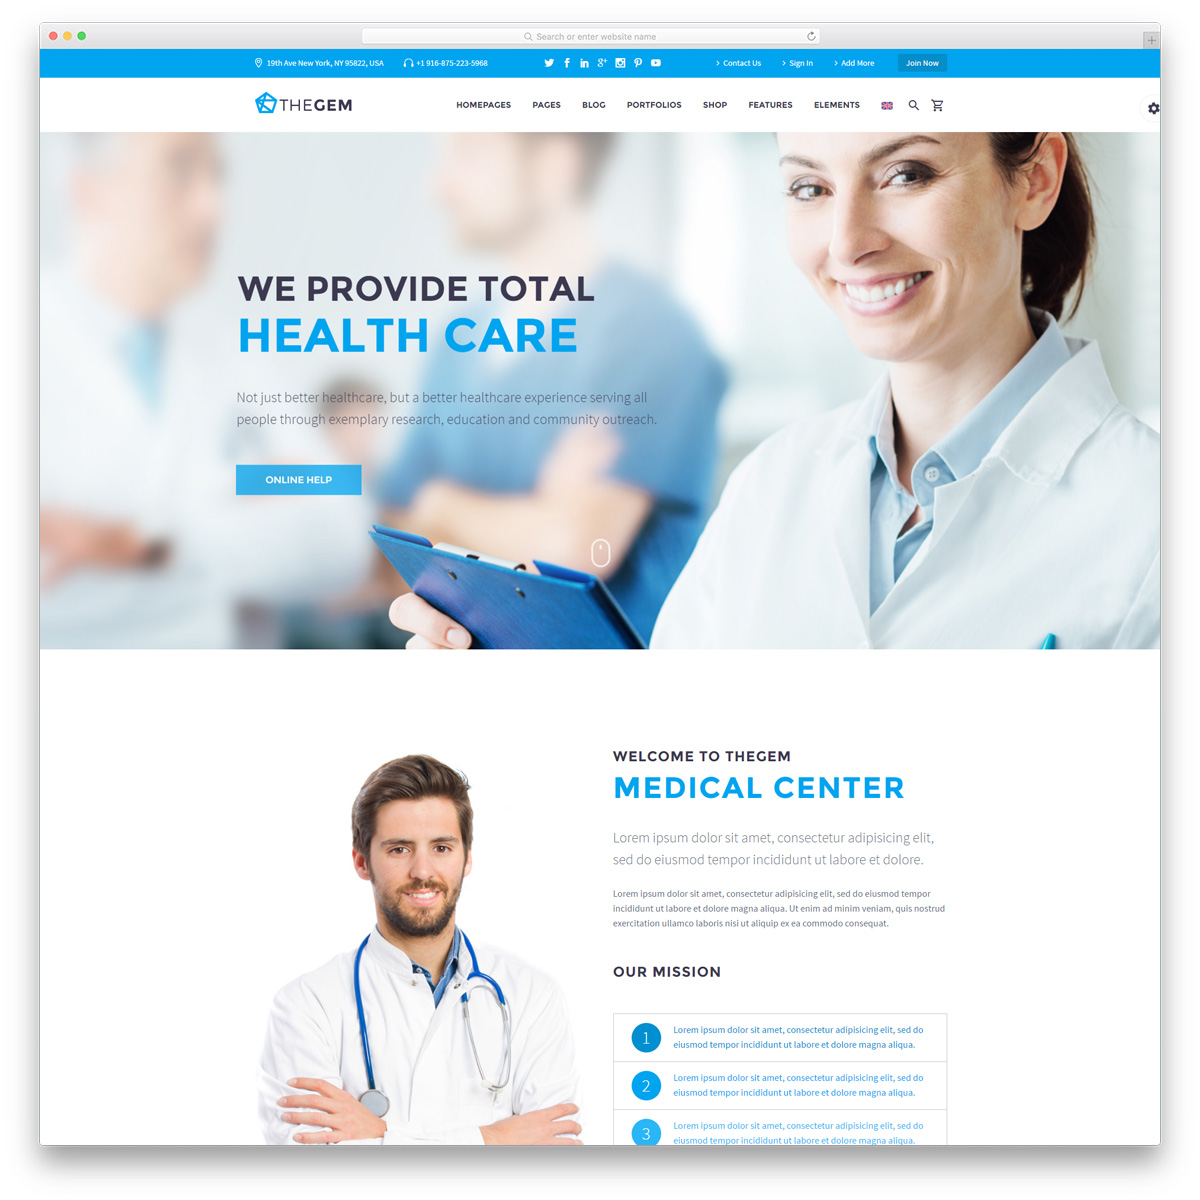 Search or enter website name
19th Ave New York, NY 95822, USA +1 916-875-223-5968 Contact Us Sign In Add More Join Now
THEGEM HOMEPAGES PAGES BLOG PORTFOLIOS SHOP FEATURES ELEMENTS
WE PROVIDE TOTAL
HEALTH CARE
Not just better healthcare, but a better healthcare experience serving all
people through exemplary research, education and community outreach.
ONLINE HELP
WELCOME TO THEGEM
MEDICAL CENTER
Lorem ipsum dolor sit amet, consectetur adipisicing elit,
sed do eiusmod tempor incididunt ut labore et dolore.
Lorem ipsum dolor sit amet, consectetur adipisicing elit, sed do eiusmod tempor
incididunt ut labore et dolore magna aliqua. Ut enim ad minim veniam, quis nostrud
exercitation ullamco laboris nisi ut aliquip ex ea commodo consequat.
OUR MISSION
1 Lorem ipsum dolor sit amet, consectetur adipisicing elit, sed do
eiusmod tempor incididunt ut labore et dolore magna aliqua.
2 Lorem ipsum dolor sit amet, consectetur adipisicing elit, sed do
eiusmod tempor incididunt ut labore et dolore magna aliqua.
3 Lorem ipsum dolor sit amet, consectetur adipisicing elit, sed do
eiusmod tempor incididunt ut labore et dolore magna aliqua.